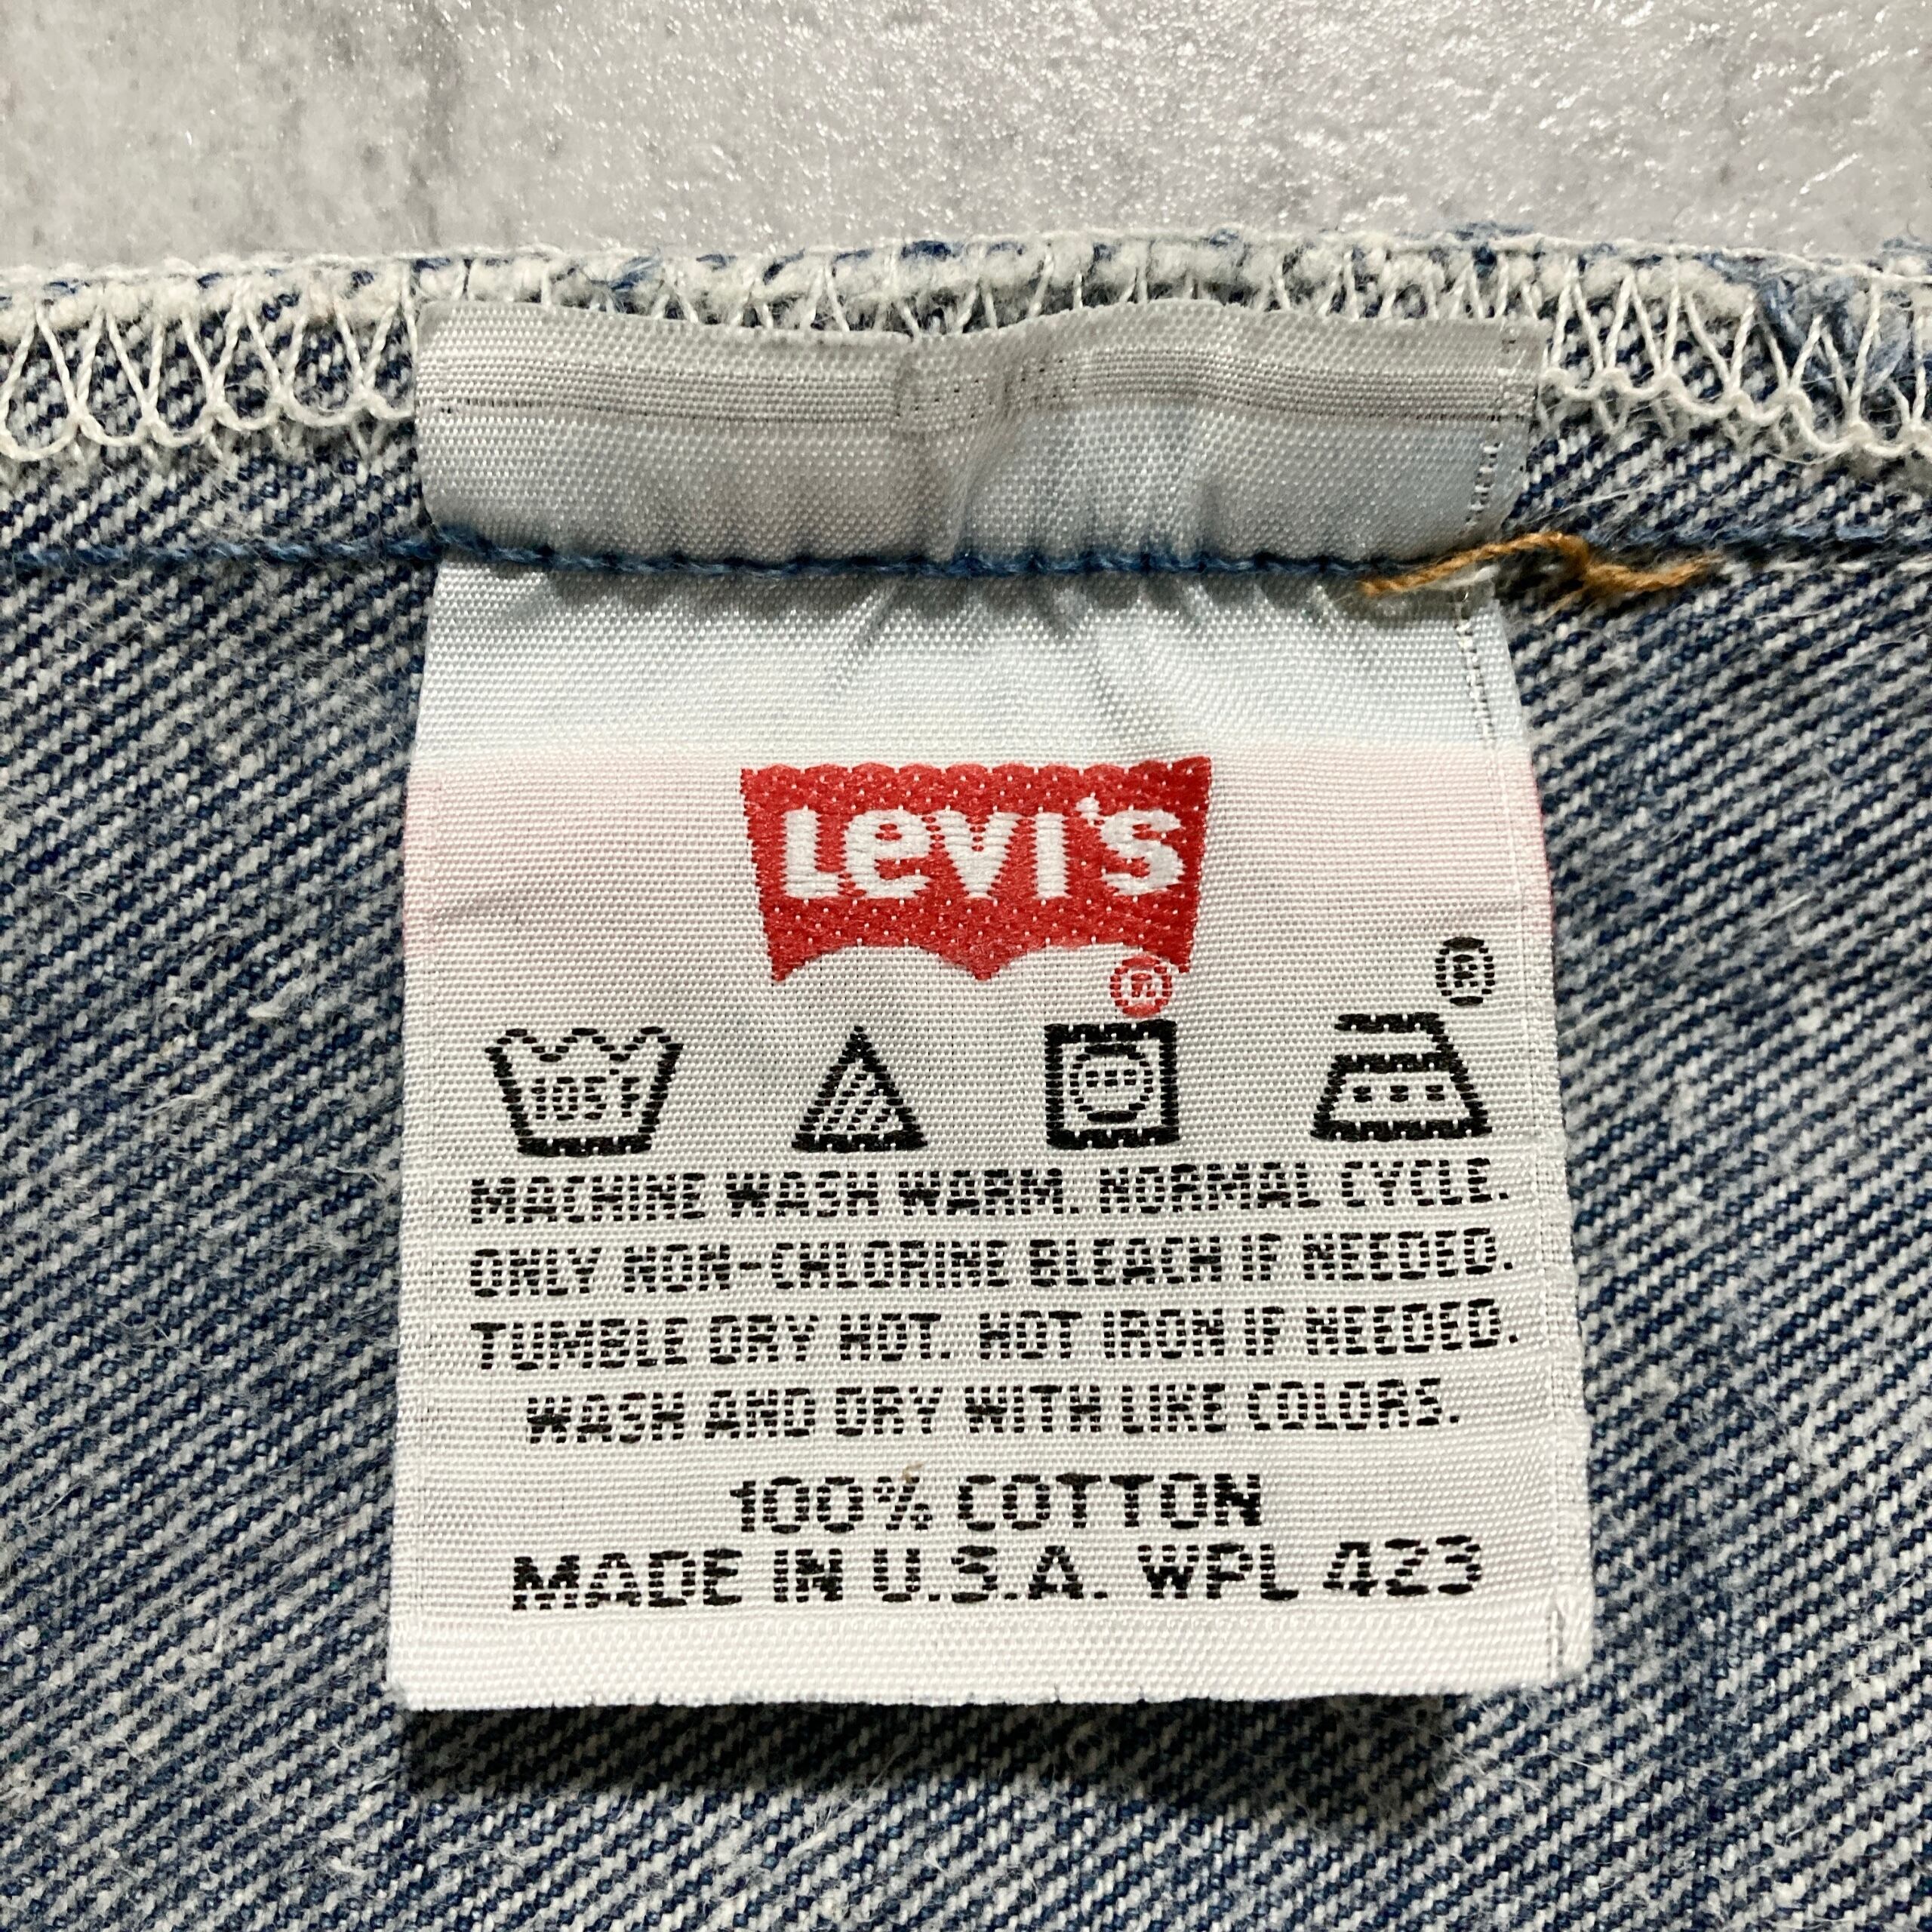 Levi's
®
®
105°F
MACHINE WASH WARM. NORMAL CYCLE.
ONLY NON-CHLORINE BLEACH IF NEEDED.
TUMBLE DRY HOT. HOT IRON IF NEEDED.
WASH AND DRY WITH LIKE COLORS.
100% COTTON
MADE IN U.S.A. WPL 423